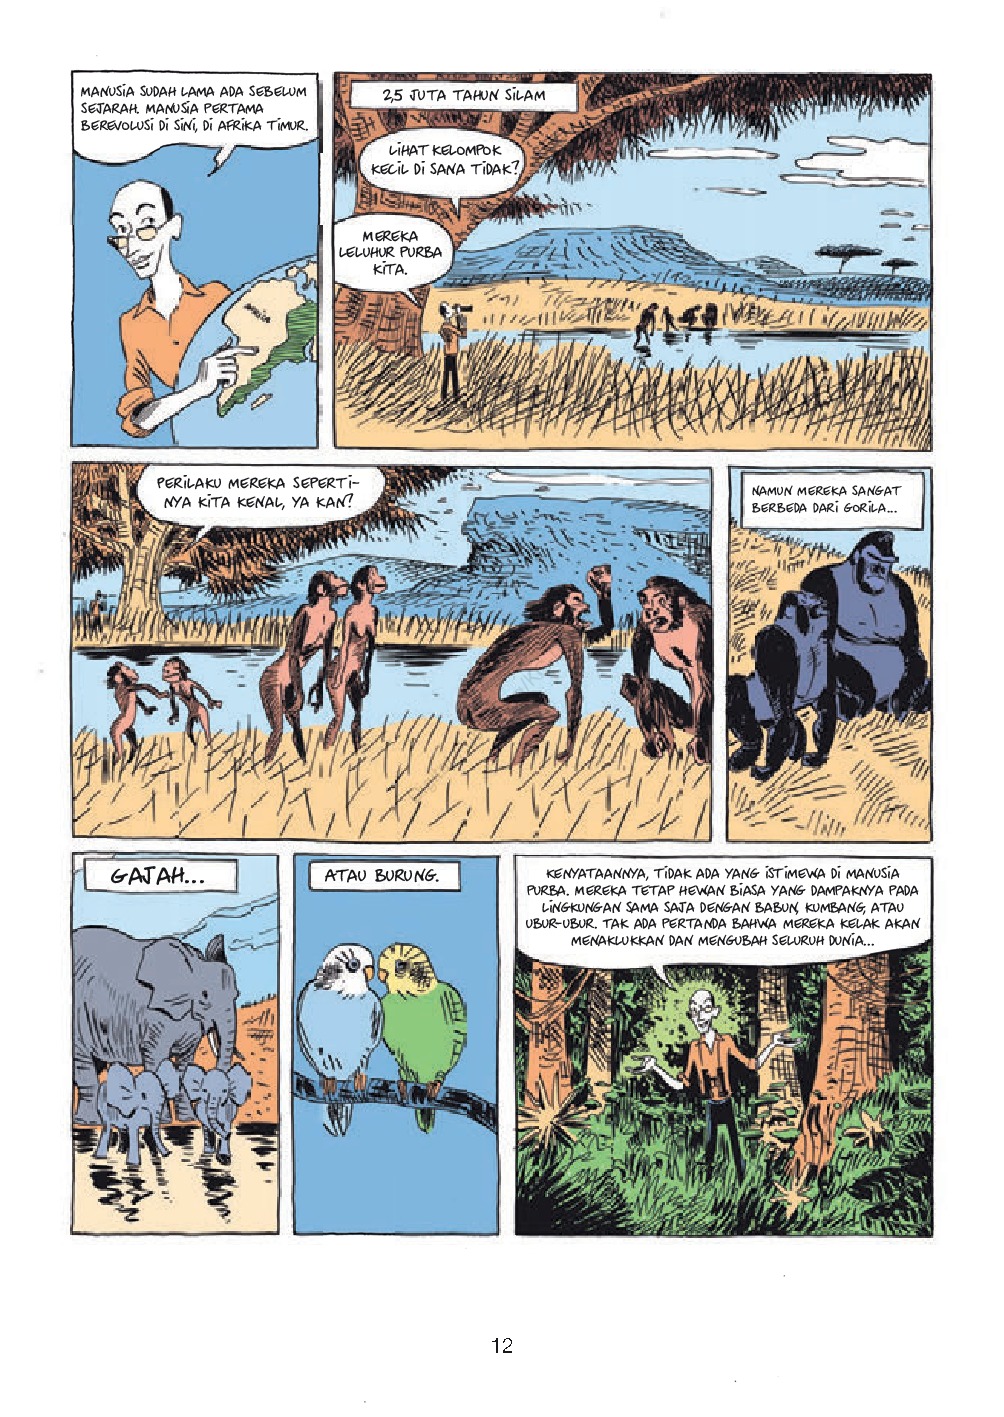 MANUSIA SUDAH LAMA ADA SEBELUM
SEJARAH. MANUSIA PERTAMA
BEREVOLUSI DI SINI, DI AFRIKA TIMUR.
AFRIKA
2,5 JUTA TAHUN SILAM
LIHAT KELOMPOK
KECIL DI SANA TIDAK?
MEREKA
LELUHUR PURBA
KITA.
PERILAKU MEREKA SEPERTI-
NYA KITA KENAL, YA KAN?
NAMUN MEREKA SANGAT
BERBEDA DARI GORILA...
GAJAH...
ATAU BURUNG.
KENYATAANNYA, TIDAK ADA YANG ISTIMEWA DI MANUSIA
PURBA. MEREKA TETAP HEWAN BIASA YANG DAMPAKNYA PADA
LINGKUNGAN SAMA SAJA DENGAN BABUN, KUMBANG, ATAU
UBUR-UBUR. TAK ADA PERTANDA BAHWA MEREKA KELAK AKAN
MENAKLUKKAN DAN MENGUBAH SELURUH DUNIA...
12